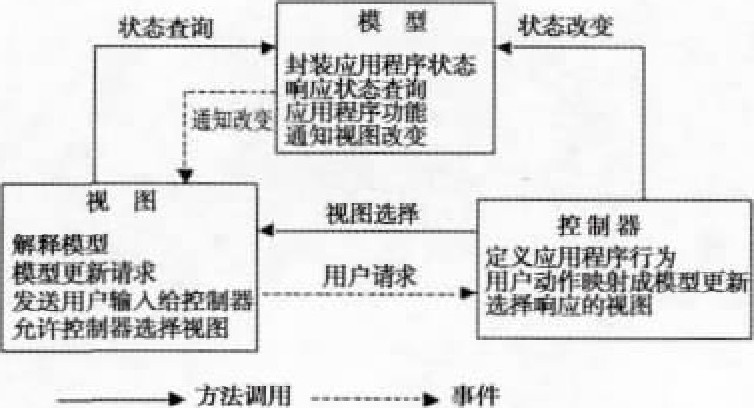 状态查询
模 型
状态改变
封装应用程序状态
响应状态查询
应用程序功能
通知视图改变
通知改变
视 图
解释模型
模型更新请求
发送用户输入给控制器
允许控制器选择视图
视图选择
用户请求
控 制 器
定义应用程序行为
用户动作映射成模型更新
选择响应的视图
方法调用
事件